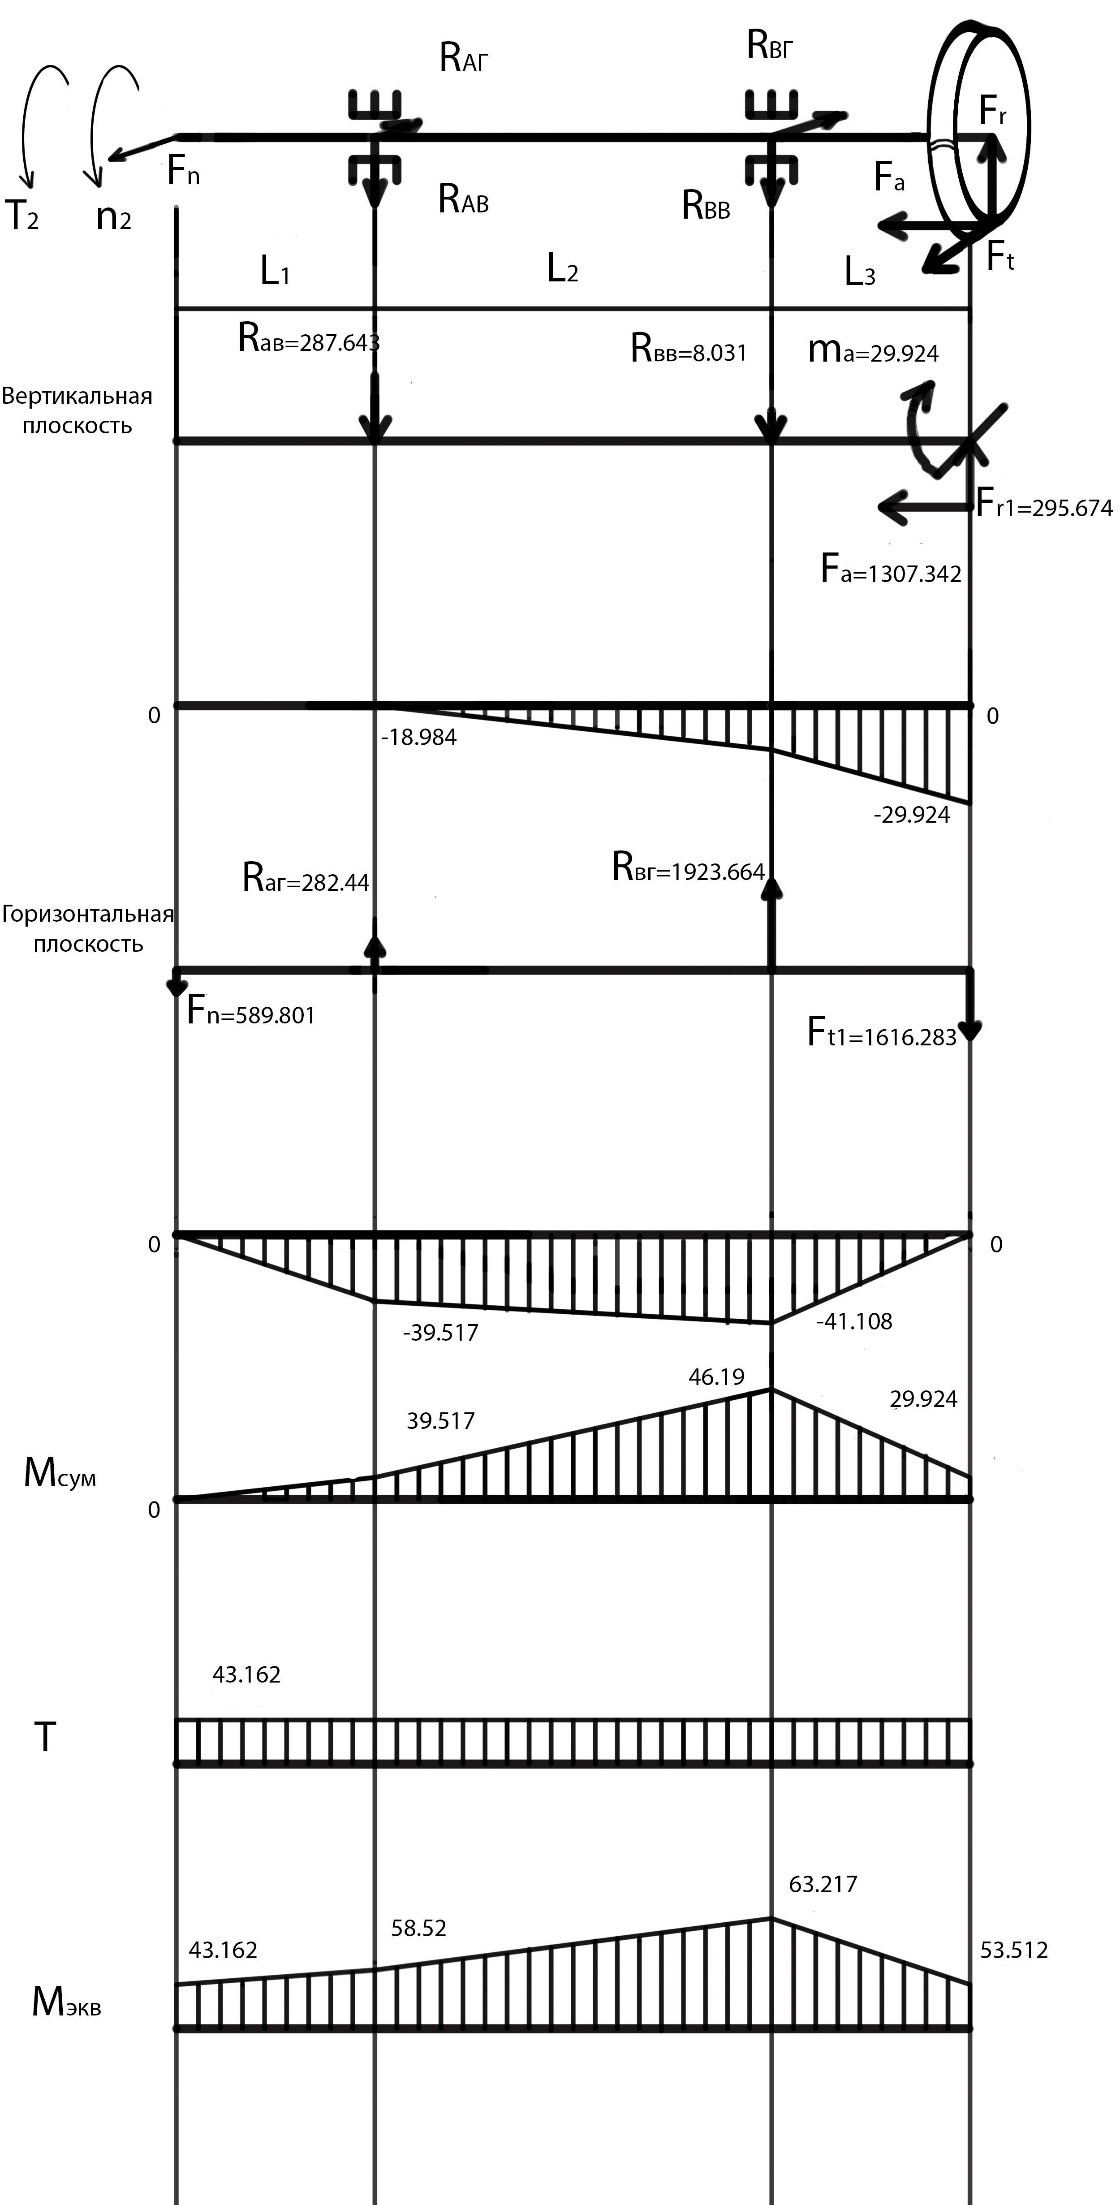 RАГ
RВГ
Fr
Fn
Fa
T2
n2
RАВ
RВВ
Ft
L1
L2
L3
Rав=287.643
Rвв=8.031
mа=29.924
Вертикальная
плоскость
Fr1=295.674
Fа=1307.342
0
0
-18.984
-29.924
Rаг=282.44
Rвг=1923.664
Горизонтальная
плоскость
Fn=589.801
Ft1=1616.283
0
0
-39.517
-41.108
46.19
29.924
39.517
Mсум
0
43.162
T
63.217
58.52
43.162
53.512
Mэкв